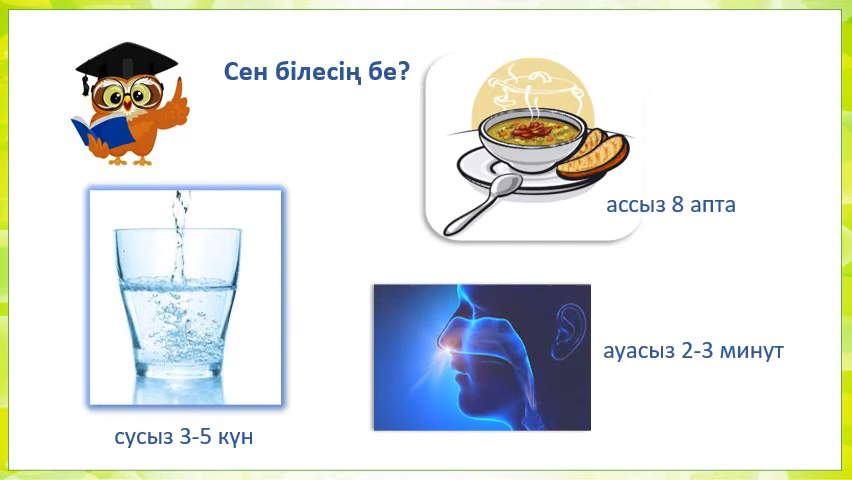 Сен білесің бе?
ассыз 8 апта
ауасыз 2-3 минут
сусыз 3-5 күн